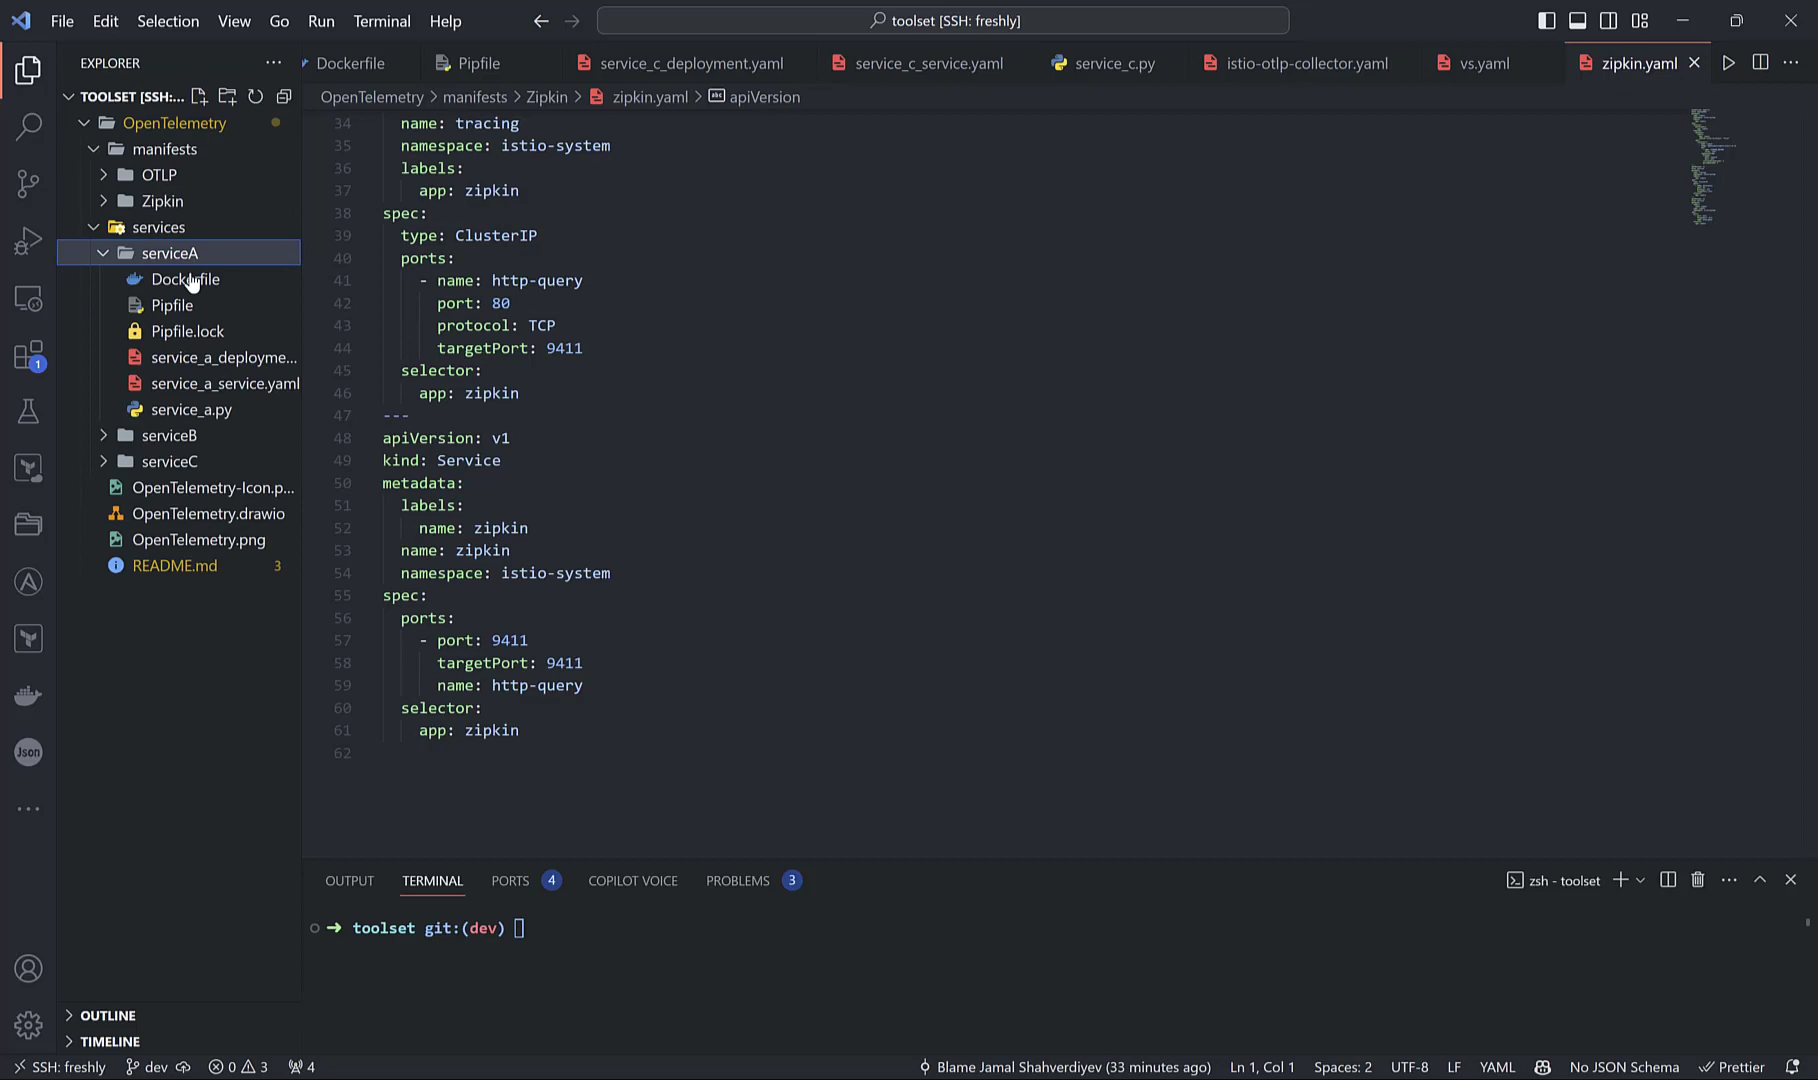 File Edit Selection View Go Run Terminal Help
toolset [SSH: freshly]
EXPLORER
Dockerfile
Pipfile
service_c_deployment.yaml
service_c_service.yaml
service_c.py
istio-otlp-collector.yaml
vs.yaml
zipkin.yaml
TOOLSET [SSH:...
OpenTelemetry > manifests > Zipkin > zipkin.yaml > apiVersion
OpenTelemetry
manifests
OTLP
Zipkin
services
serviceA
Dockerfile
Pipfile
Pipfile.lock
service_a_deployme...
service_a_service.yaml
service_a.py
serviceB
serviceC
OpenTelemetry-Icon.p...
OpenTelemetry.drawio
OpenTelemetry.png
README.md 3
1
Json
34 name: tracing
35 namespace: istio-system
36 labels:
37 app: zipkin
38 spec:
39 type: ClusterIP
40 ports:
41 - name: http-query
42 port: 80
43 protocol: TCP
44 targetPort: 9411
45 selector:
46 app: zipkin
47 ---
48 apiVersion: v1
49 kind: Service
50 metadata:
51 labels:
52 name: zipkin
53 name: zipkin
54 namespace: istio-system
55 spec:
56 ports:
57 - port: 9411
58 targetPort: 9411
59 name: http-query
60 selector:
61 app: zipkin
62
OUTPUT TERMINAL PORTS 4 COPILOT VOICE PROBLEMS 3
zsh - toolset
toolset git:(dev)
OUTLINE
TIMELINE
SSH: freshly dev 0 3 4 Blame Jamal Shahverdiyev (33 minutes ago) Ln 1, Col 1 Spaces: 2 UTF-8 LF YAML No JSON Schema Prettier